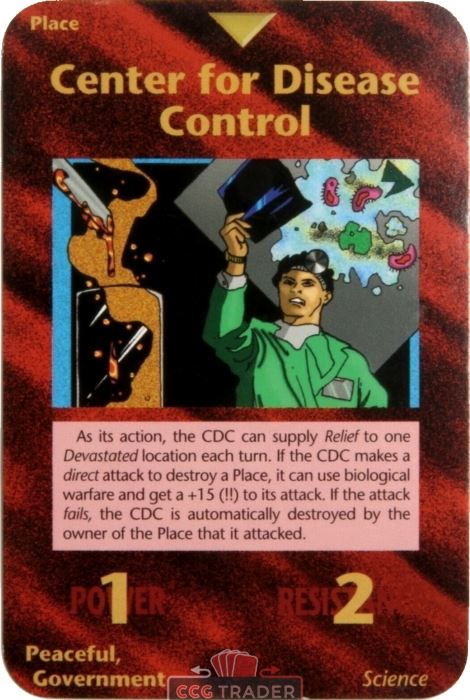 Place
Center for Disease
Control
As its action, the CDC can supply Relief to one
Devastated location each turn. If the CDC makes a
direct attack to destroy a Place, it can use biological
warfare and get a +15 (!!) to its attack. If the attack
fails, the CDC is automatically destroyed by the
owner of the Place that it attacked.
POWER 1 RESISTANCE 2
Peaceful,
Government
Science
CCG TRADER